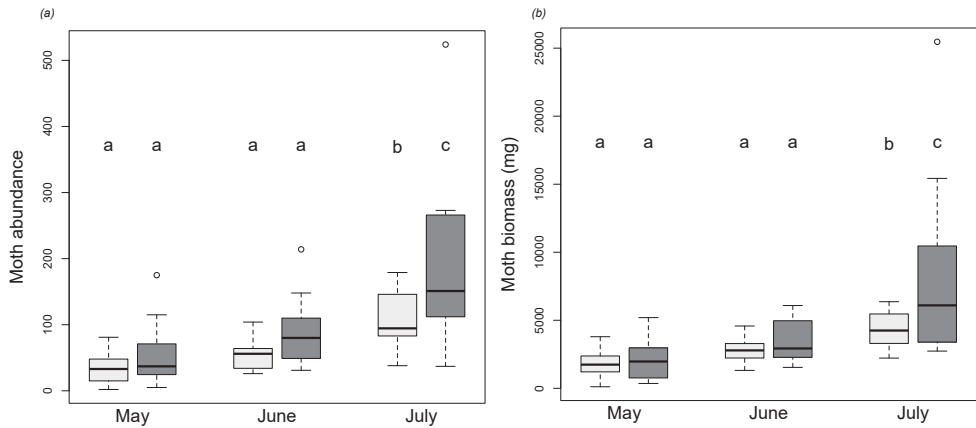 (a)
Moth abundance
500
400
300
200
100
0
a a a a b c
May June July
(b)
Moth biomass (mg)
25000
20000
15000
10000
5000
0
a a a a b c
May June July